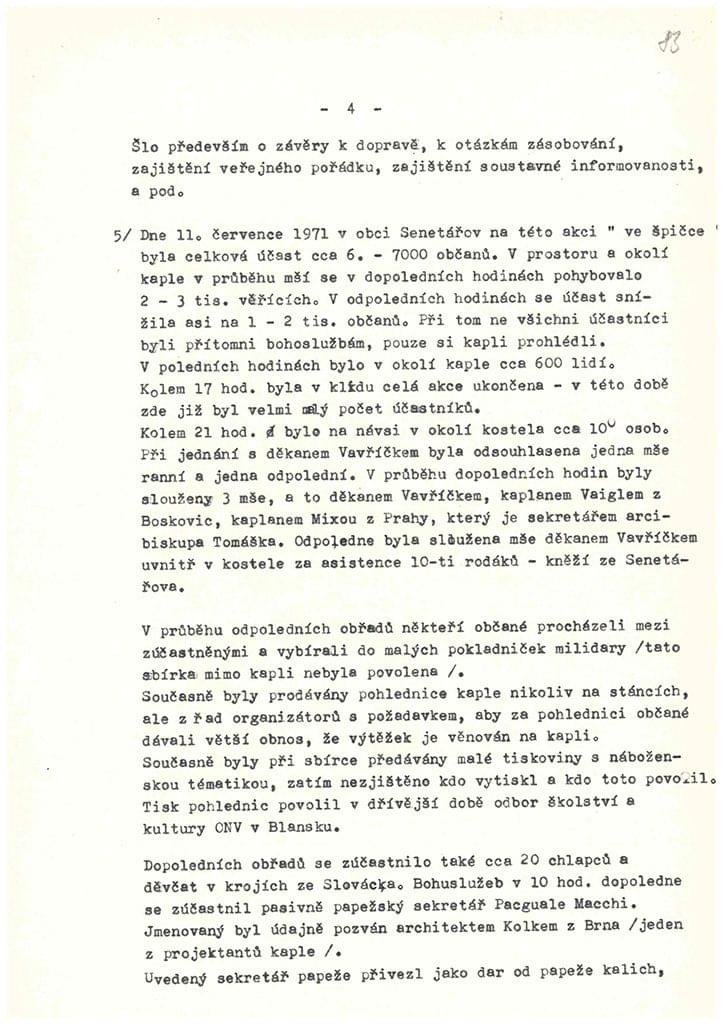 83
- 4 -
Šlo především o závěry k dopravě, k otázkám zásobování,
zajištění veřejného pořádku, zajištění soustavné informovanosti,
a pod.
5/ Dne 11. července 1971 v obci Senetářov na této akci " ve špičce "
byla celková účast cca 6. - 7000 občanů. V prostoru a okolí
kaple v průběhu mší se v dopoledních hodinách pohybovalo
2 - 3 tis. věřících. V odpoledních hodinách se účast sní-
žila asi na 1 - 2 tis. občanů. Při tom ne všichni účastníci
byli přítomni bohoslužbám, pouze si kapli prohlédli.
V poledních hodinách bylo v okolí kaple cca 600 lidí.
Kolem 17 hod. byla v klidu celá akce ukončena - v této době
zde již byl velmi malý počet účastníků.
Kolem 21 hod. bylo na návsi v okolí kostela cca 100 osob.
Při jednání s děkanem Vavříčkem byla odsouhlasena jedna mše
ranní a jedna odpolední. V průběhu dopoledních hodin byly
slouženy 3 mše, a to děkanem Vavříčkem, kaplanem Vaiglem z
Boskovic, kaplanem Mixou z Prahy, který je sekretářem arci-
biskupa Tomáška. Odpoledne byla sloužena mše děkanem Vavříčkem
uvnitř v kostele za asistence 10-ti rodáků - kněží ze Senetá-
řova.
V průběhu odpoledních obřadů někteří občané procházeli mezi
zúčastněnými a vybírali do malých pokladniček milidary /tato
sbírka mimo kapli nebyla povolena /.
Současně byly prodávány pohlednice kaple nikoliv na stáncích,
ale z řad organizátorů s požadavkem, aby za pohlednici občané
dávali větší obnos, že výtěžek je věnován na kapli.
Současně byly při sbírce předávány malé tiskoviny s nábožen-
skou tématikou, zatím nezjištěno kdo vytiskl a kdo toto povolil.
Tisk pohlednic povolil v dřívější době odbor školství a
kultury ONV v Blansku.
Dopoledních obřadů se zúčastnilo také cca 20 chlapců a
děvčat v krojích ze Slovácka. Bohuslužeb v 10 hod. dopoledne
se zúčastnil pasivně papežský sekretář Pacguale Macchi.
Jmenovaný byl údajně pozván architektem Kolkem z Brna /jeden
z projektantů kaple /.
Uvedený sekretář papeže přivezl jako dar od papeže kalich,